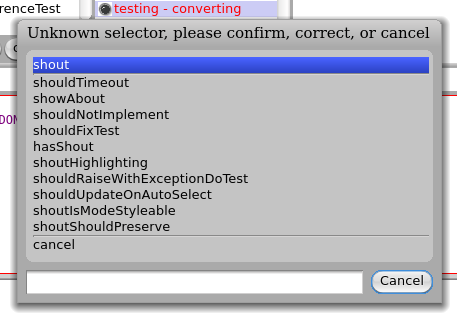 renceTest
testing - converting
Unknown selector, please confirm, correct, or cancel
shout
shouldTimeout
showAbout
shouldNotImplement
shouldFixTest
hasShout
shoutHighlighting
shouldRaiseWithExceptionDoTest
shouldUpdateOnAutoSelect
shoutIsModeStyleable
shoutShouldPreserve
cancel
Cancel